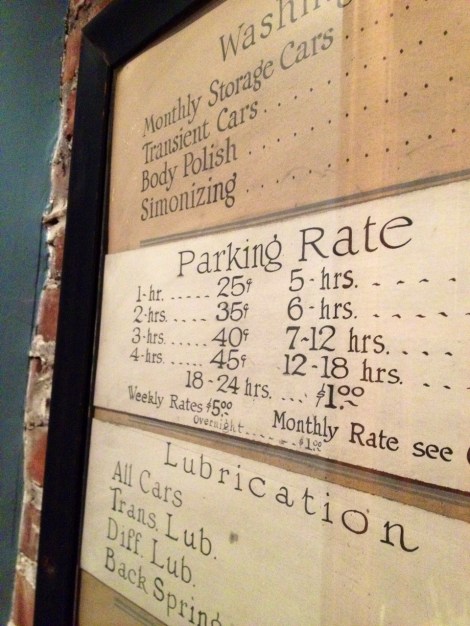 Washin
Monthly Storage Cars . . . . . .
Transient Cars . . . . . . .
Body Polish . . . . . . .
Simonizing . . . . . . . .
Parking Rate
1-hr. ..... 25¢ 5-hrs. . . . .
2-hrs. ..... 35¢ 6-hrs. . . . .
3-hrs. ..... 40¢ 7-12 hrs. . . .
4-hrs. ..... 45¢ 12-18 hrs. . . .
18-24 hrs. .... $1.00
Weekly Rates $5.00 Monthly Rate see
Overnight ..... $1.00
Lubrication
All Cars
Trans. Lub.
Diff. Lub.
Back Spring